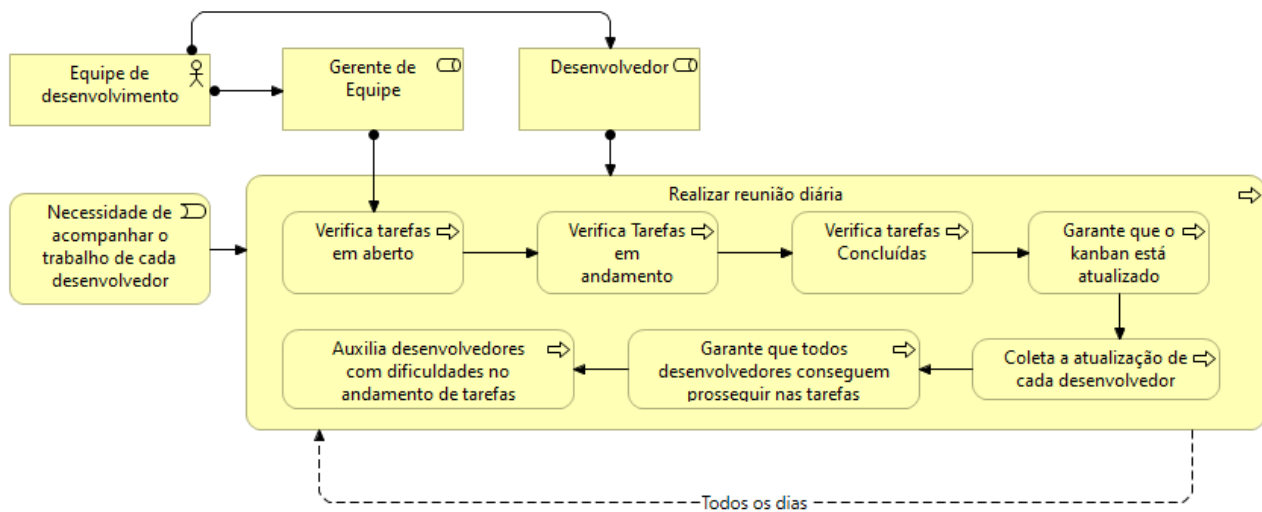 Equipe de
desenvolvimento
Gerente de
Equipe
Desenvolvedor
Necessidade de
acompanhar o
trabalho de cada
desenvolvedor
Realizar reunião diária
Verifica tarefas
em aberto
Verifica Tarefas
em
andamento
Verifica tarefas
Concluídas
Garante que o
kanban está
atualizado
Coleta a atualização de
cada desenvolvedor
Garante que todos
desenvolvedores conseguem
prosseguir nas tarefas
Auxilia desenvolvedores
com dificuldades no
andamento de tarefas
Todos os dias